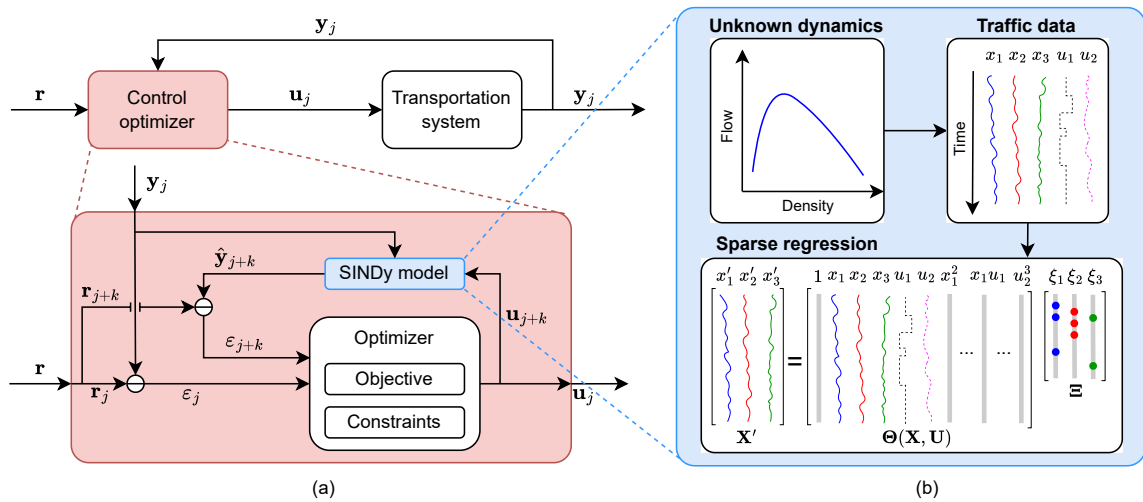 𝐲_j
𝐫
Control
optimizer
𝐮_j
Transportation
system
𝐲_j
𝐲_j
ŷ_{j+k}
SINDy model
𝐫_{j+k}
𝐮_{j+k}
ε_{j+k}
Optimizer
Objective
Constraints
𝐫
𝐫_j
ε_j
𝐮_j
(a)
Unknown dynamics
Flow
Density
Traffic data
x_1 x_2 x_3 u_1 u_2
Time
Sparse regression
x′_1 x′_2 x′_3 = 1 x_1 x_2 x_3 u_1 u_2 x_1^2 x_1u_1 u_2^3 ξ_1 ξ_2 ξ_3
... ...
𝐗′ 𝚯(𝐗, 𝐔) 𝚵
(b)